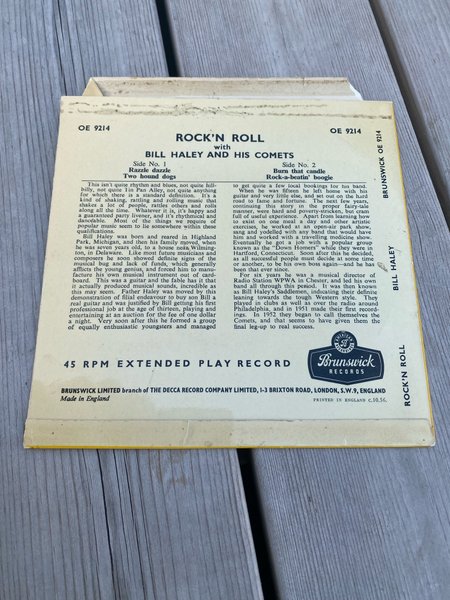 OE 9214
OE 9214
ROCK'N ROLL
with
BILL HALEY AND HIS COMETS
Side No. 1
Razzle dazzle
Two hound dogs
Side No. 2
Burn that candle
Rock-a-beatin' boogie
This isn't quite rhythm and blues, not quite hill-
billy, not quite Tin Pan Alley, not quite anything
for which there is a standard definition. It's a
kind of shaking, rattling and rolling music that
shakes a lot of people, rattles others and rolls
along all the time. Whatever it is, it's happy and
a guaranteed party livener, and it's rhythmical and
danceable. Most of the things we require of
popular music seem to lie somewhere within these
qualifications.
Bill Haley was born and reared in Highland
Park, Michigan, and then his family moved, when
he was seven years old, to a house near Wilming-
ton, in Delaware. Like most future musicians and
composers he soon showed definite signs of the
musical bug and lack of funds, which generally
afflicts the young genius, and forced him to manu-
facture his own musical instrument out of card-
board. This was a guitar and the fable has it that
it actually produced musical sounds, incredible as
this may seem. Father Haley was moved by this
demonstration of filial endeavour to buy son Bill a
real guitar and was justified by Bill getting his first
professional job at the age of thirteen, playing and
entertaining at an auction for the fee of one dollar
a night. Very soon after this he formed a group
of equally enthusiastic youngsters and managed
to get quite a few local bookings for his band.
When he was fifteen he left home with his
guitar and very little else, and set out on the hard
road to fame and fortune. The next few years,
continuing this story in the proper fairy-tale
manner, were hard and poverty-stricken, but cram
full of useful experience. Apart from learning how
to exist on one meal a day and other artistic
exercises, he worked at an open-air park show,
sang and yodelled with any band that would have
him and worked with a travelling medicine show.
Eventually he got a job with a popular group
known as the "Down Homers" while they were in
Hartford, Connecticut. Soon after this he decided,
as all successful people must decide at some time
or another, to be his own boss again—and he has
been that ever since.
For six years he was a musical director of
Radio Station WPWA in Chester, and led his own
band all through this period. It was then known
as Bill Haley's Saddlemen, indicating their definite
leaning towards the tough Western style. They
played in clubs as well as over the radio around
Philadelphia, and in 1951 made their first record-
ings. In 1952 they began to call themselves the
Comets, and that seems to have given them the
final leg-up to real success.
45 RPM EXTENDED PLAY RECORD
Brunswick
RECORDS
BRUNSWICK LIMITED branch of THE DECCA RECORD COMPANY LIMITED, 1-3 BRIXTON ROAD, LONDON, S.W.9, ENGLAND
Made in England
PRINTED IN ENGLAND c.10.56.
BRUNSWICK OE 9214
BILL HALEY
ROCK'N ROLL